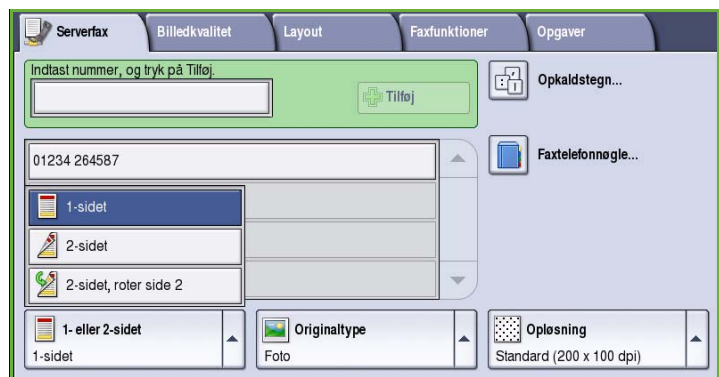 Serverfax
Billedkvalitet
Layout
Faxfunktioner
Opgaver
Indtast nummer, og tryk på Tilføj.
Tilføj
Opkaldstegn...
01234 264587
Faxtelefonnøgle...
1-sidet
2-sidet
2-sidet, roter side 2
1- eller 2-sidet
1-sidet
Originaltype
Foto
Opløsning
Standard (200 x 100 dpi)